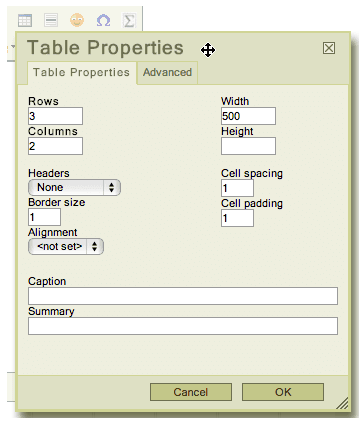 Table Properties
Table Properties Advanced
Rows Width
3 500
Columns Height
2
Headers Cell spacing
None 1
Border size Cell padding
1 1
Alignment
<not set>
Caption
Summary
Cancel OK